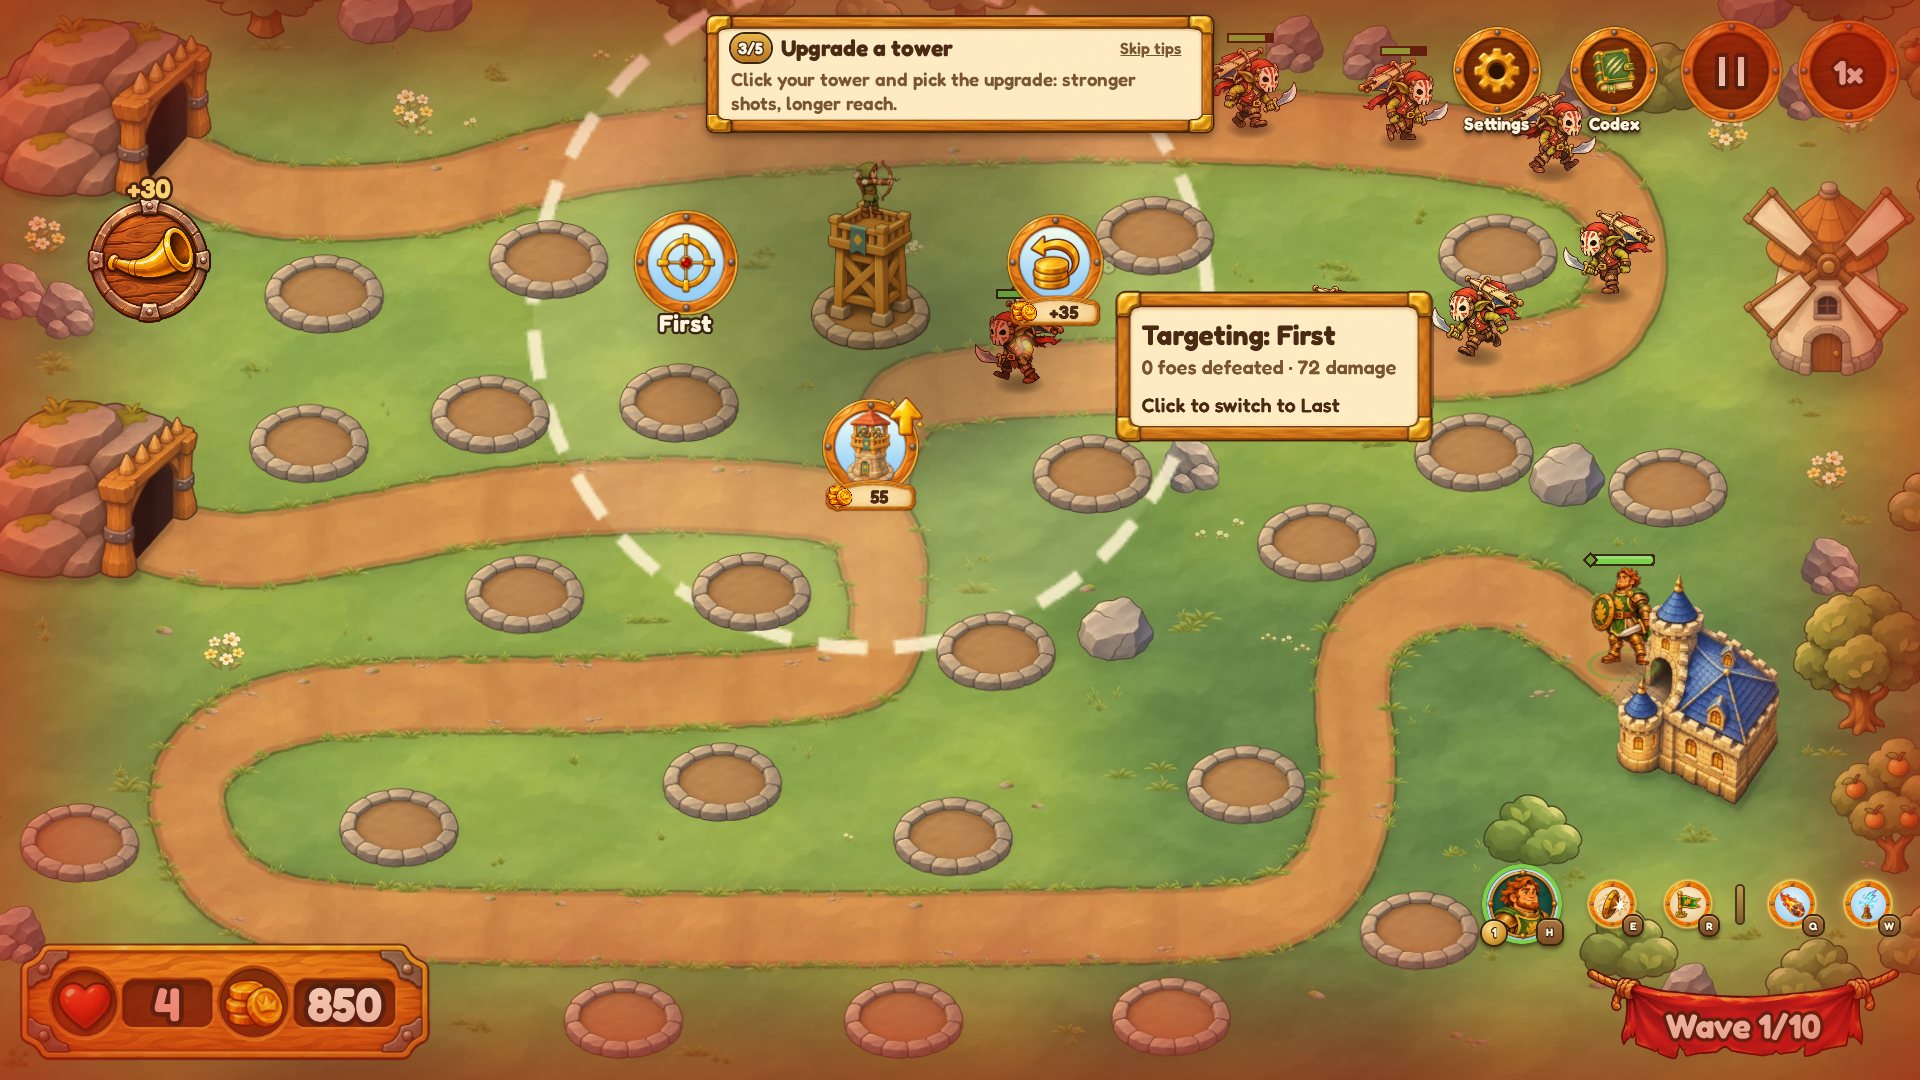 3/5 Upgrade a tower
Skip tips
Click your tower and pick the upgrade: stronger
shots, longer reach.
Settings
Codex
1x
+30
First
+35
Targeting: First
0 foes defeated · 72 damage
Click to switch to Last
55
1
H
E
R
Q
W
4
850
Wave 1/10